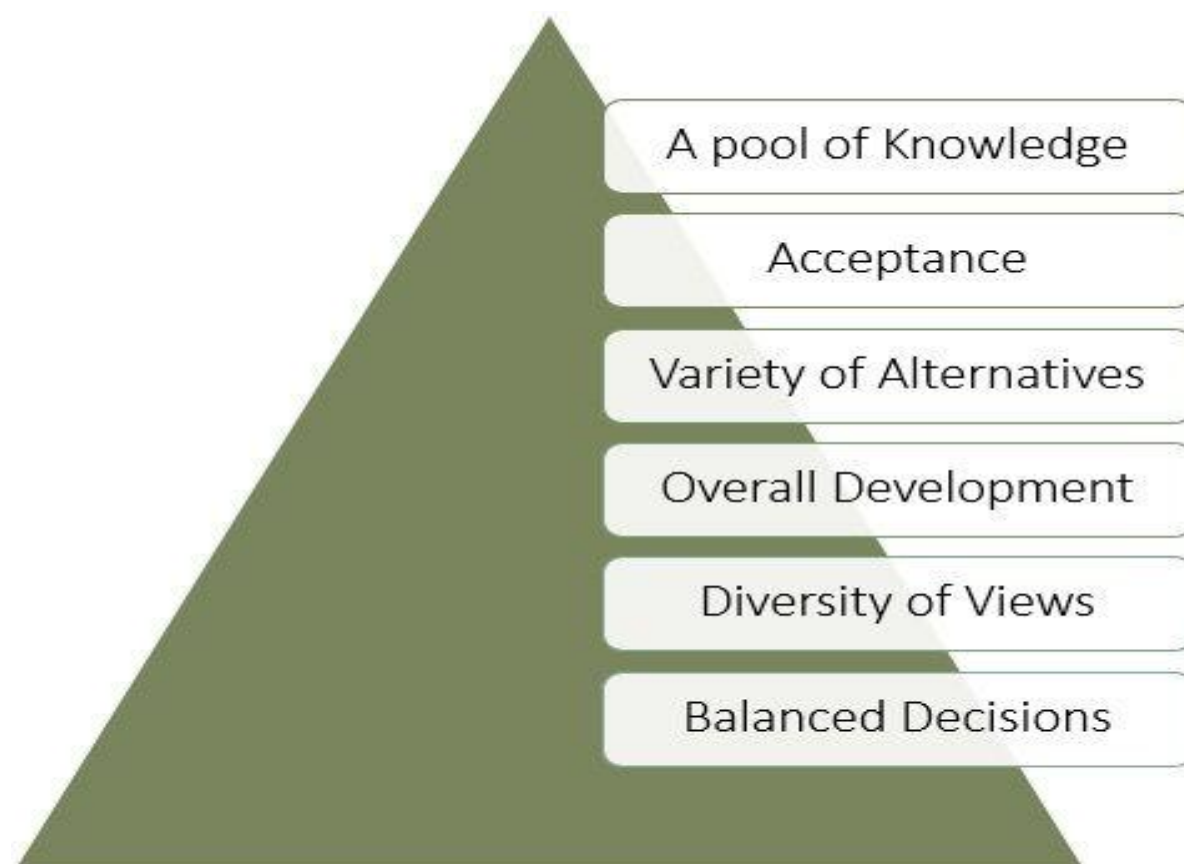 A pool of Knowledge
Acceptance
Variety of Alternatives
Overall Development
Diversity of Views
Balanced Decisions